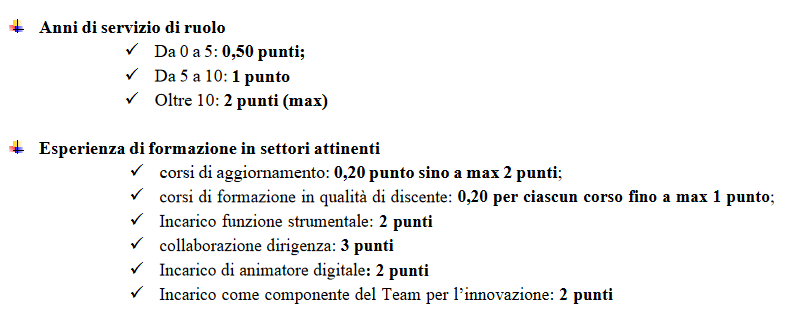 Anni di servizio di ruolo
✓ Da 0 a 5: 0,50 punti;
✓ Da 5 a 10: 1 punto
✓ Oltre 10: 2 punti (max)
Esperienza di formazione in settori attinenti
✓ corsi di aggiornamento: 0,20 punto sino a max 2 punti;
✓ corsi di formazione in qualità di discente: 0,20 per ciascun corso fino a max 1 punto;
✓ Incarico funzione strumentale: 2 punti
✓ collaborazione dirigenza: 3 punti
✓ Incarico di animatore digitale: 2 punti
✓ Incarico come componente del Team per l’innovazione: 2 punti